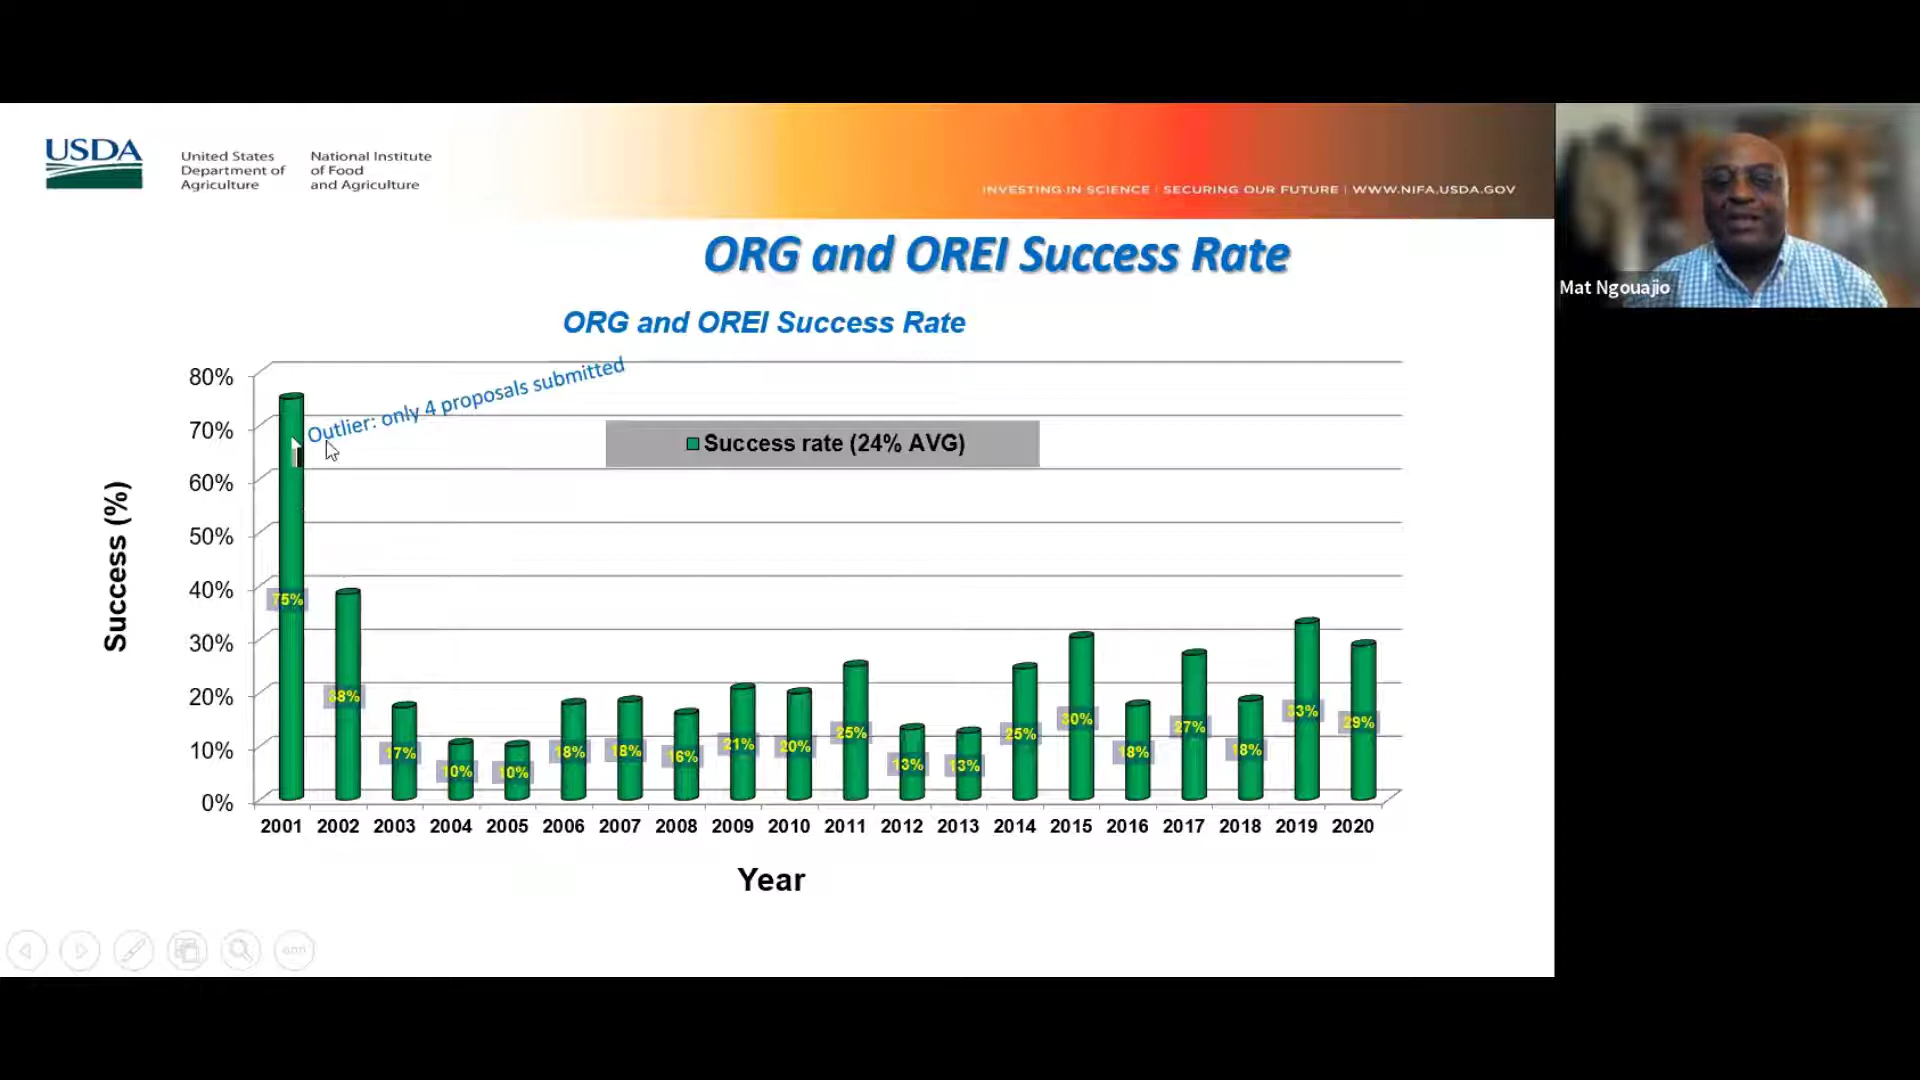 USDA
United States
Department of
Agriculture
National Institute
of Food
and Agriculture
INVESTING IN SCIENCE | SECURING OUR FUTURE | WWW.NIFA.USDA.GOV
Mat Ngouajio
ORG and OREI Success Rate
ORG and OREI Success Rate
Outlier: only 4 proposals submitted
Success rate (24% AVG)
Success (%)
80%
70%
60%
50%
40%
30%
20%
10%
0%
75%
38%
17%
10%
10%
18%
18%
16%
21%
20%
25%
13%
13%
25%
30%
18%
27%
18%
33%
29%
2001 2002 2003 2004 2005 2006 2007 2008 2009 2010 2011 2012 2013 2014 2015 2016 2017 2018 2019 2020
Year